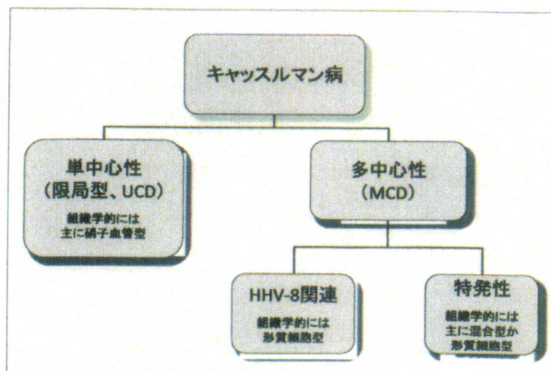 キャッスルマン病
単中心性
(限局型、UCD)
組織学的には
主に硝子血管型
多中心性
(MCD)
HHV-8関連
組織学的には
形質細胞型
特発性
組織学的には
主に混合型か
形質細胞型